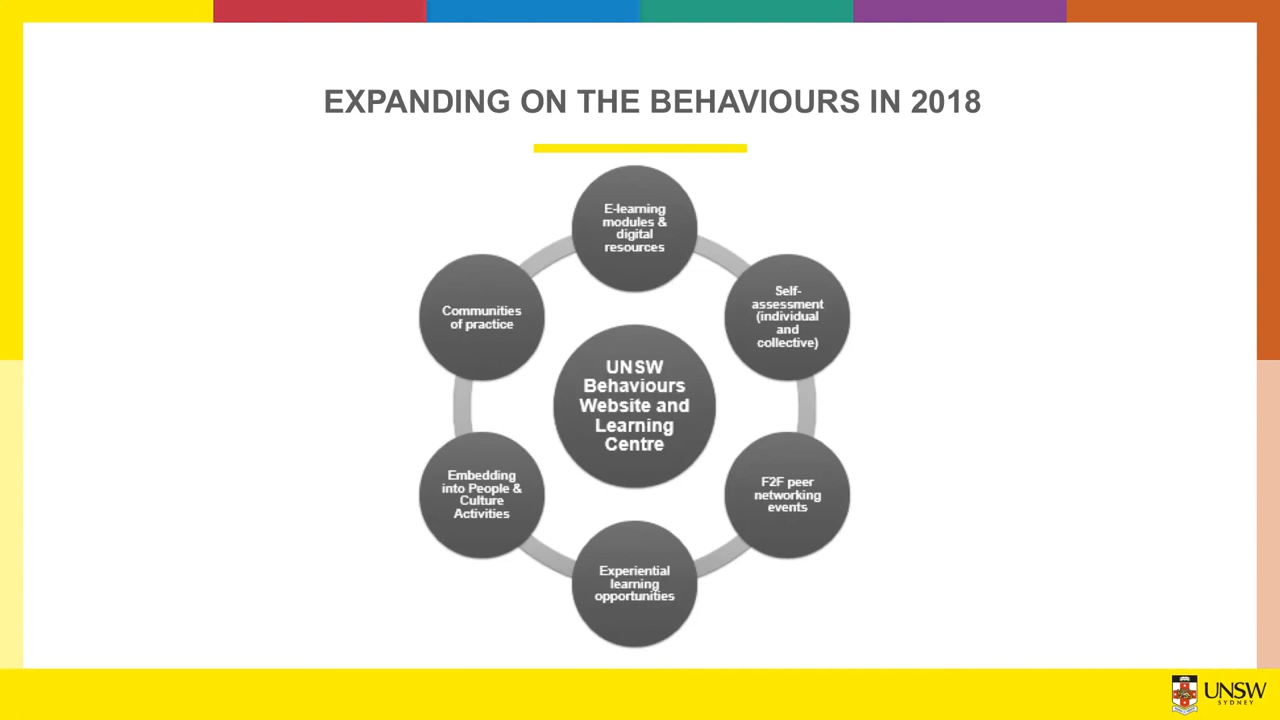 EXPANDING ON THE BEHAVIOURS IN 2018
E-learning
modules &
digital
resources
Self-
assessment
(individual
and
collective)
F2F peer
networking
events
Experiential
learning
opportunities
Embedding
into People &
Culture
Activities
Communities
of practice
UNSW
Behaviours
Website and
Learning
Centre
UNSW
SYDNEY